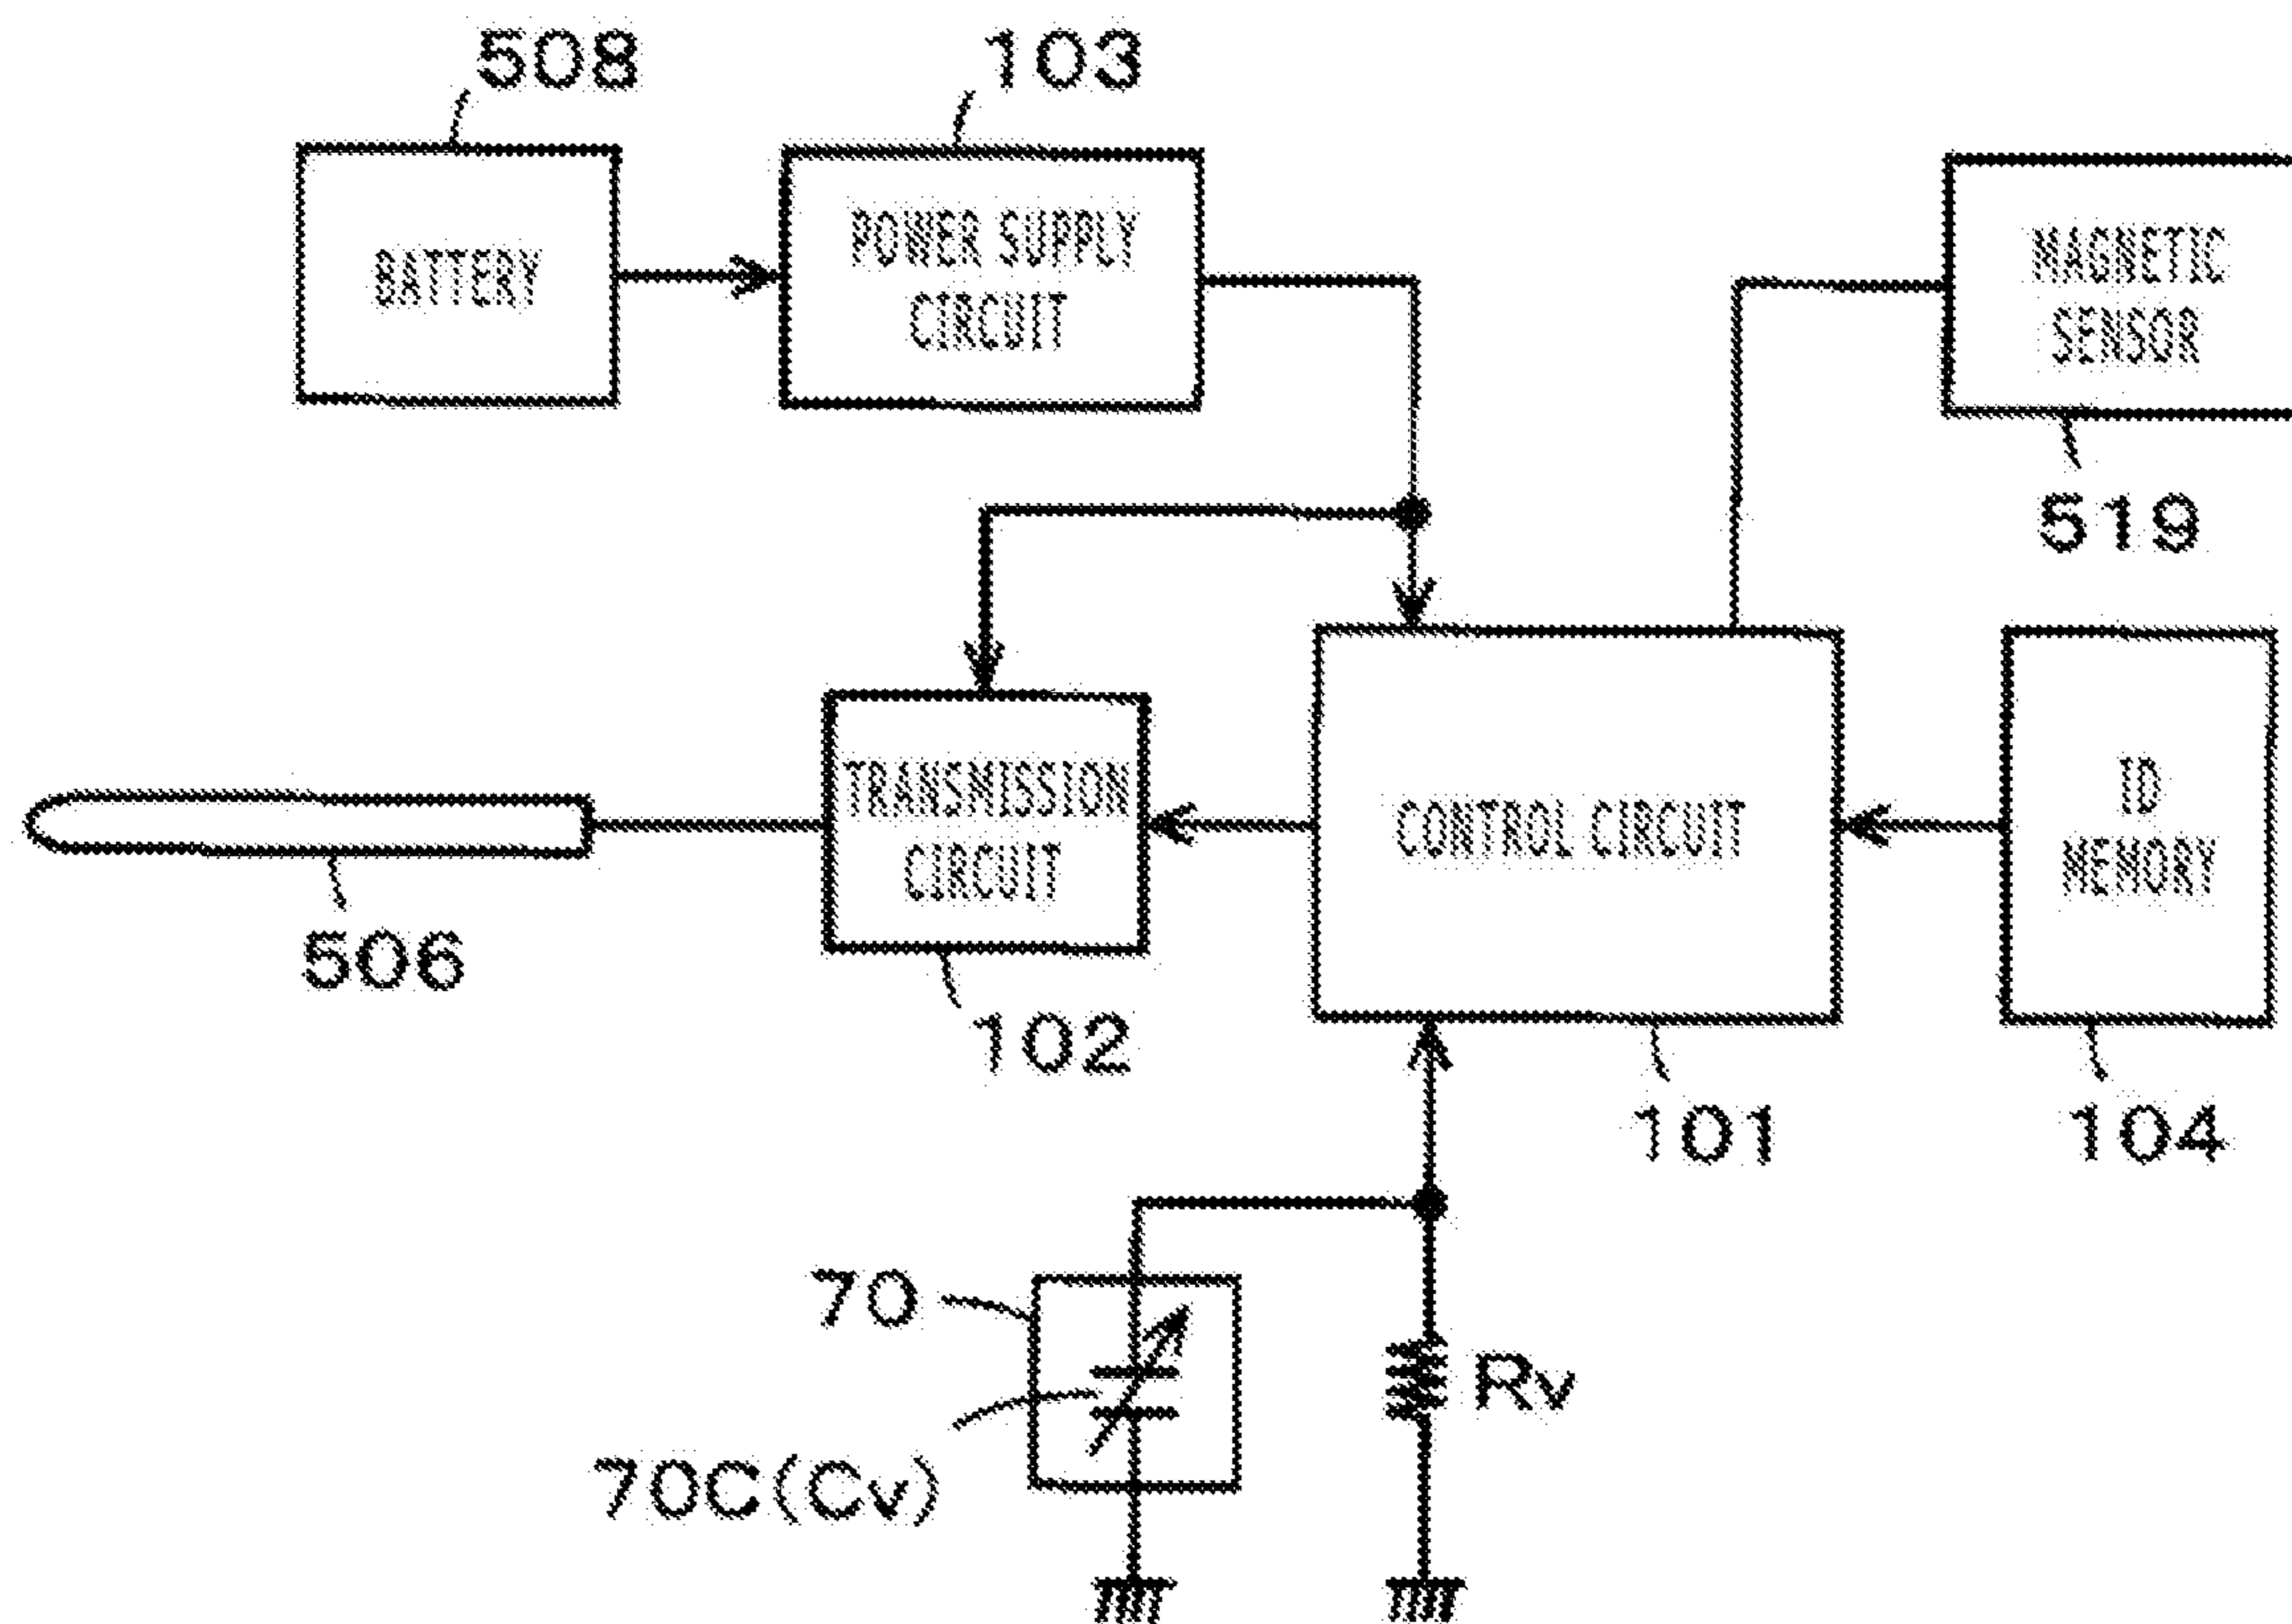 508
103
BATTERY
POWER SUPPLY
CIRCUIT
MAGNETIC
SENSOR
519
TRANSMISSION
CIRCUIT
CONTROL CIRCUIT
ID
MEMORY
506
102
101
104
70
Rv
70C(Cv)